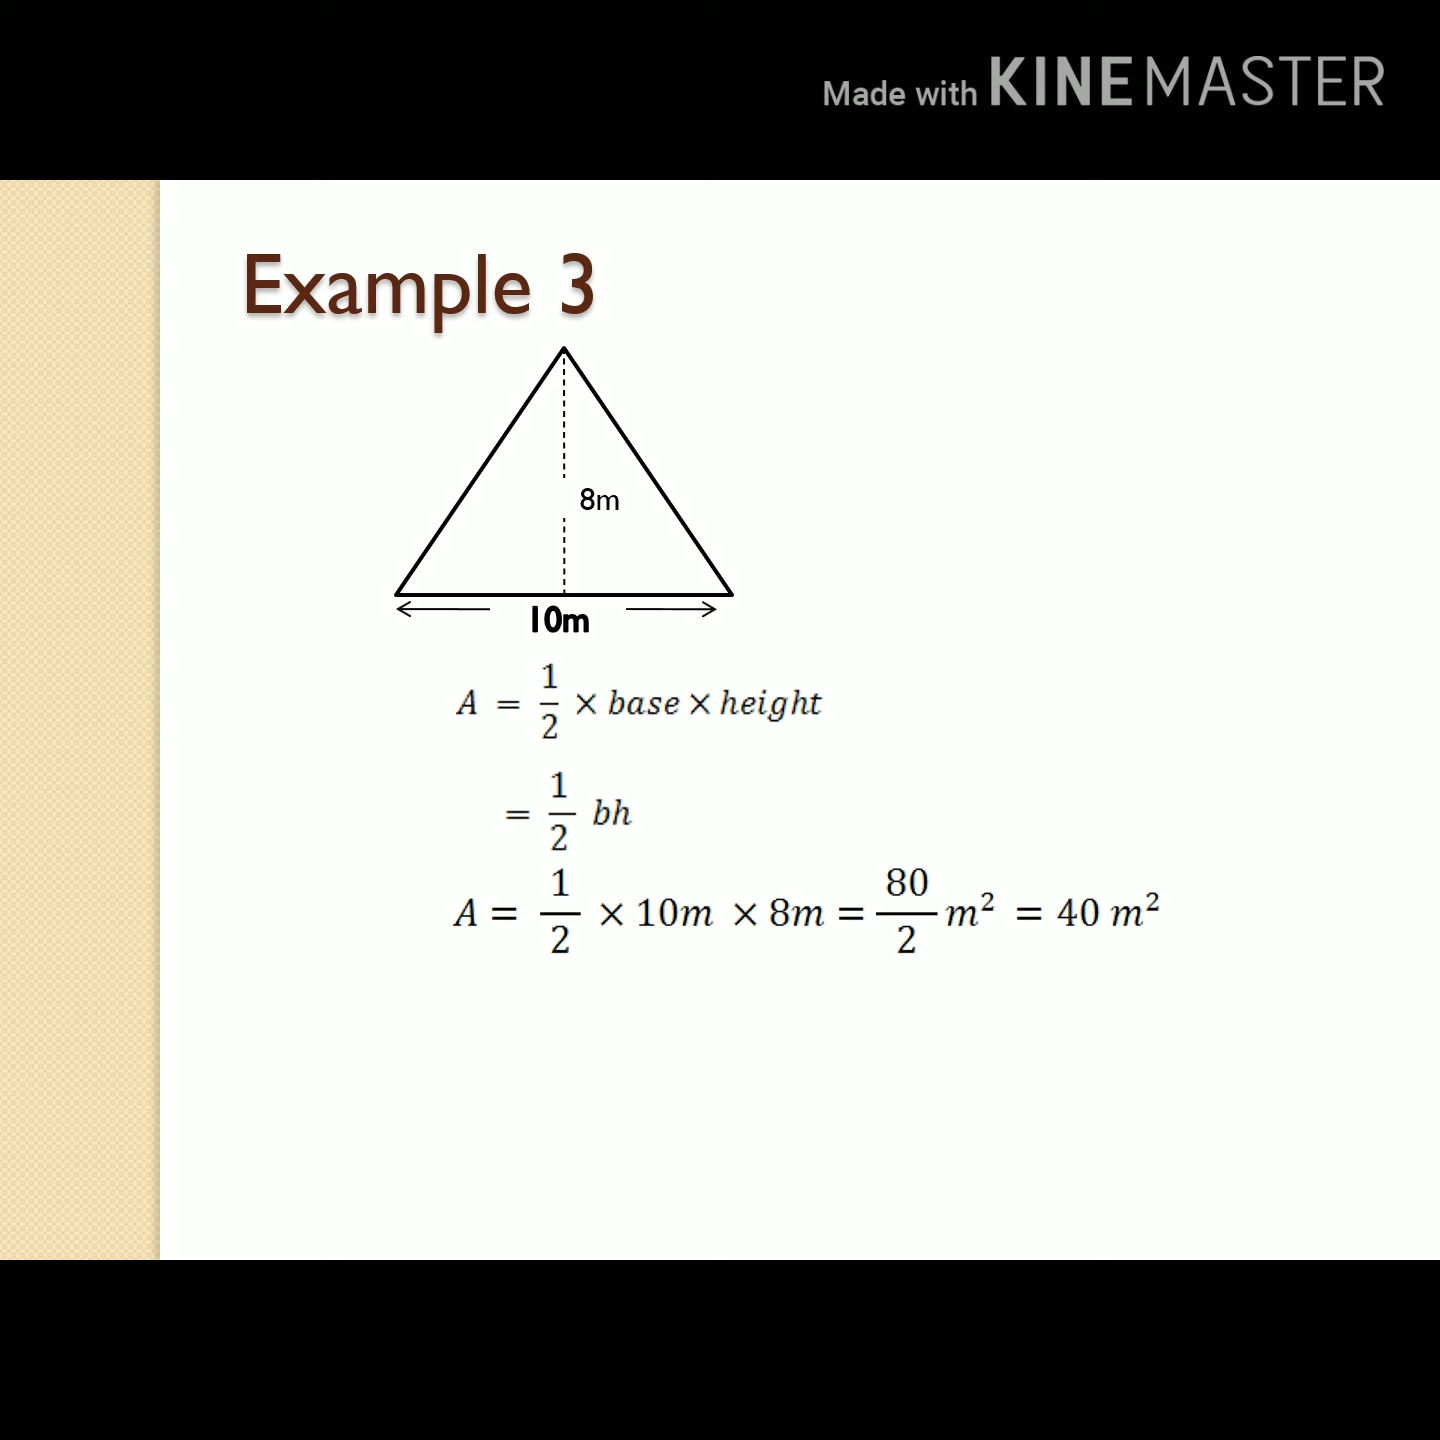 Made with KINEMASTER
Example 3
8m
10m
A = 1/2 × base × height
= 1/2 bh
A = 1/2 × 10m × 8m = 80/2 m² = 40 m²